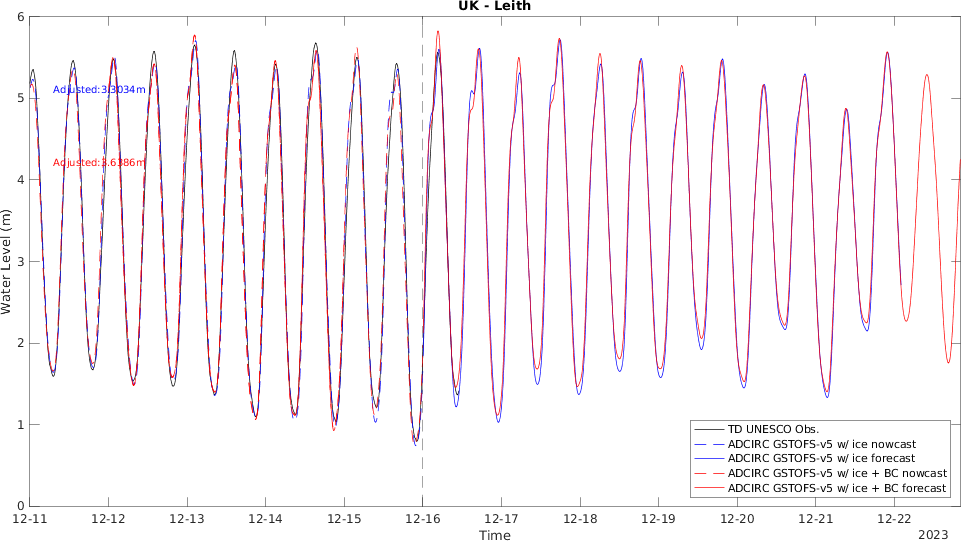 UK - Leith
Water Level (m)
6
5
4
3
2
1
0
Adjusted:3.3034m
Adjusted:3.6386m
TD UNESCO Obs.
ADCIRC GSTOFS-v5 w/ ice nowcast
ADCIRC GSTOFS-v5 w/ ice forecast
ADCIRC GSTOFS-v5 w/ ice + BC nowcast
ADCIRC GSTOFS-v5 w/ ice + BC forecast
12-11 12-12 12-13 12-14 12-15 12-16 12-17 12-18 12-19 12-20 12-21 12-22
Time
2023